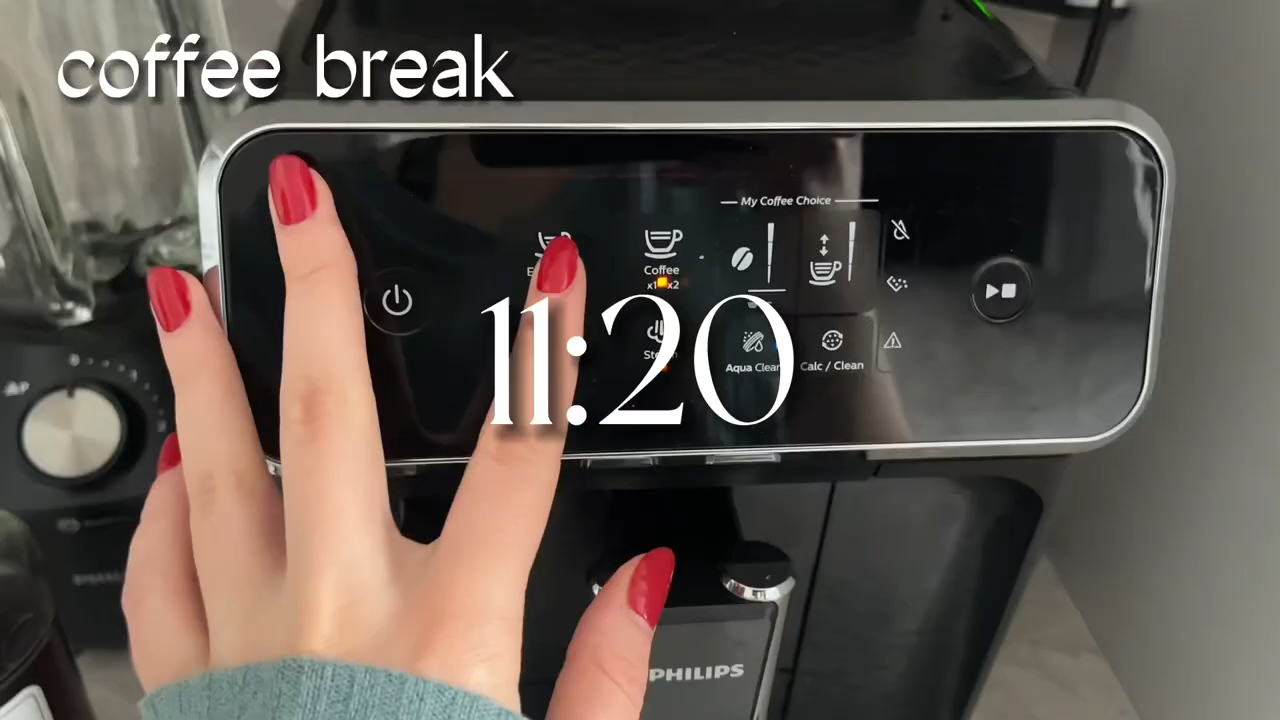 coffee break
My Coffee Choice
Coffee
x1 x2
11:20
Aqua Clean
Calc / Clean
PHILIPS